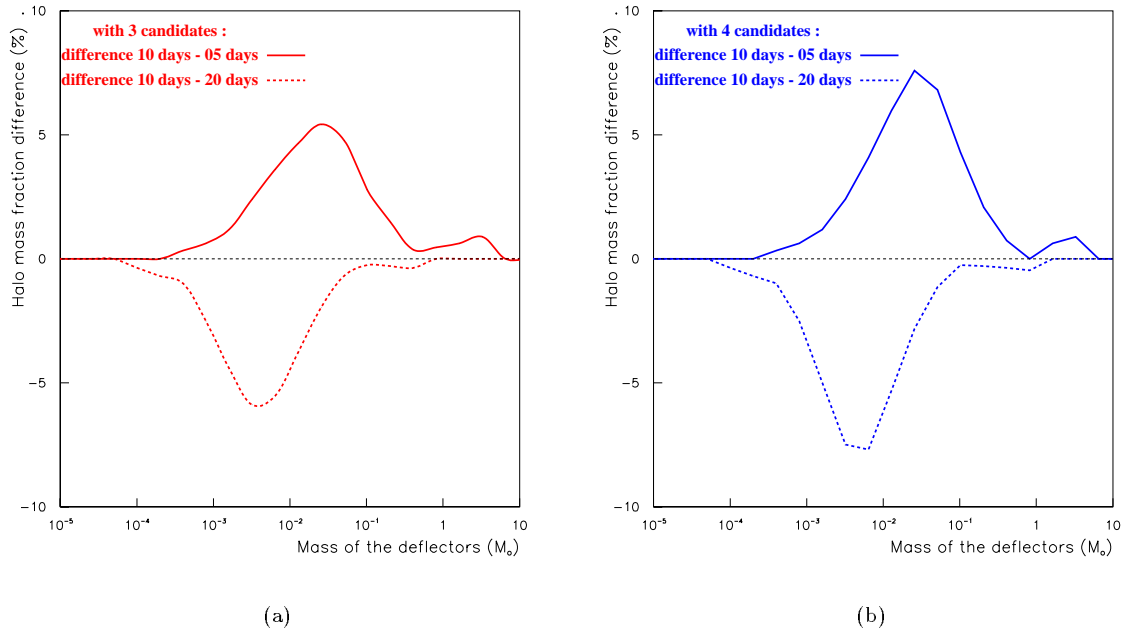 . 10
with 3 candidates :
difference 10 days - 05 days
difference 10 days - 20 days
5
0
-5
-10
Halo mass fraction difference (%)
10^-5 10^-4 10^-3 10^-2 10^-1 1 10
Mass of the deflectors (M₀)
(a)
. 10
with 4 candidates :
difference 10 days - 05 days
difference 10 days - 20 days
5
0
-5
-10
Halo mass fraction difference (%)
10^-5 10^-4 10^-3 10^-2 10^-1 1 10
Mass of the deflectors (M₀)
(b)